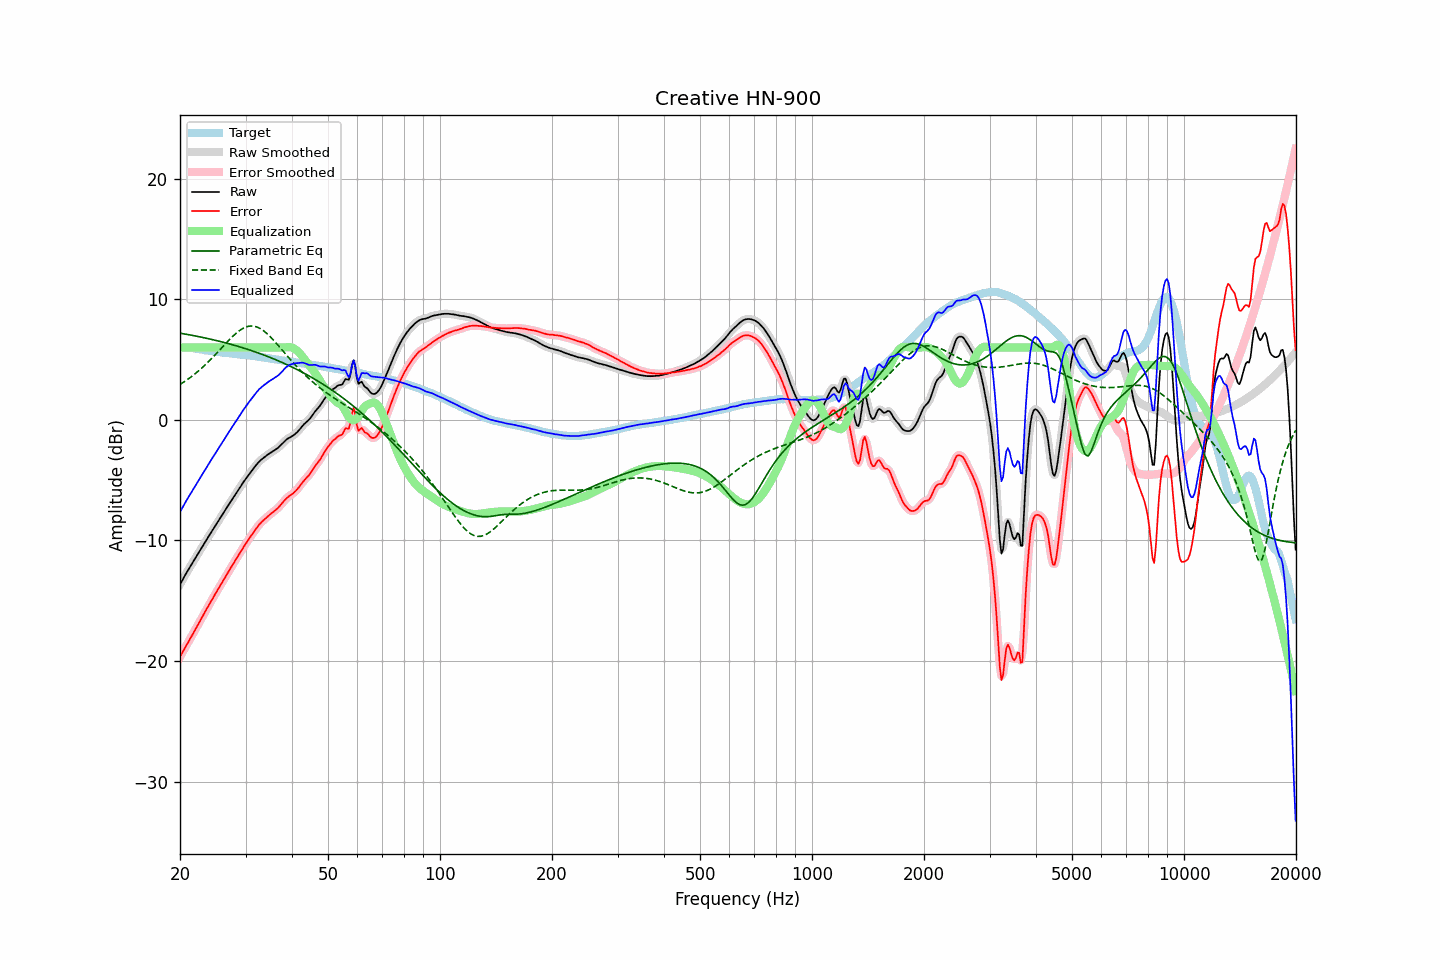 Creative HN-900
Target
Raw Smoothed
Error Smoothed
Raw
Error
Equalization
Parametric Eq
Fixed Band Eq
Equalized
Amplitude (dBr)
20
10
0
−10
−20
−30
20 50 100 200 500 1000 2000 5000 10000 20000
Frequency (Hz)